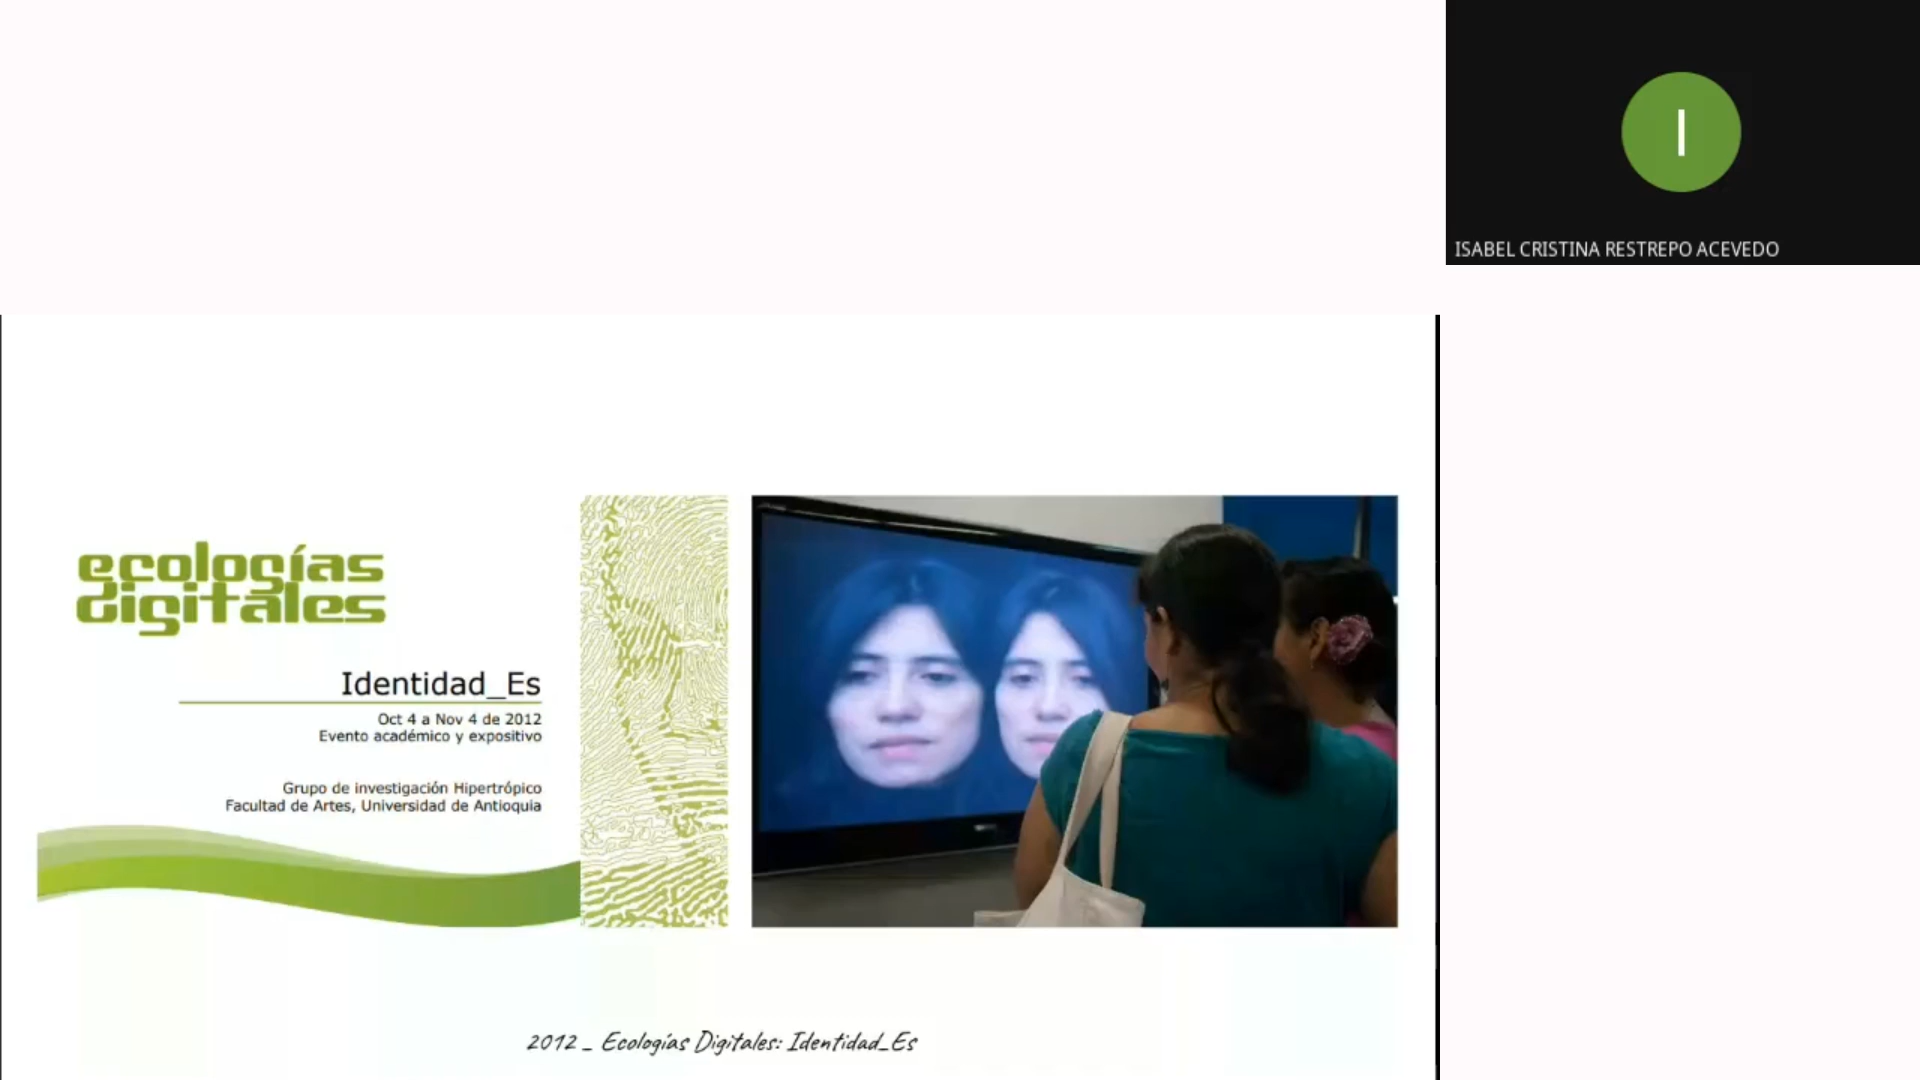 I
ISABEL CRISTINA RESTREPO ACEVEDO
ecologías
digitales
Identidad_Es
Oct 4 a Nov 4 de 2012
Evento académico y expositivo
Grupo de investigación Hipertrópico
Facultad de Artes, Universidad de Antioquia
2012 _ Ecologías Digitales: Identidad_Es